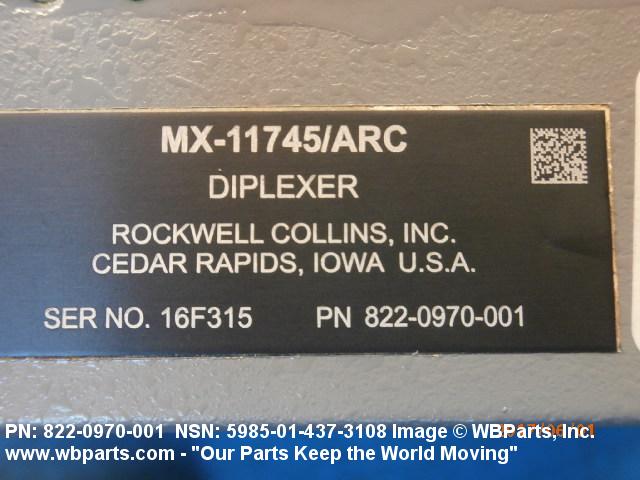 MX-11745/ARC
DIPLEXER
ROCKWELL COLLINS, INC.
CEDAR RAPIDS, IOWA U.S.A.
SER NO. 16F315 PN 822-0970-001
PN: 822-0970-001 NSN: 5985-01-437-3108 Image © WBParts, Inc.
www.wbparts.com - "Our Parts Keep the World Moving"